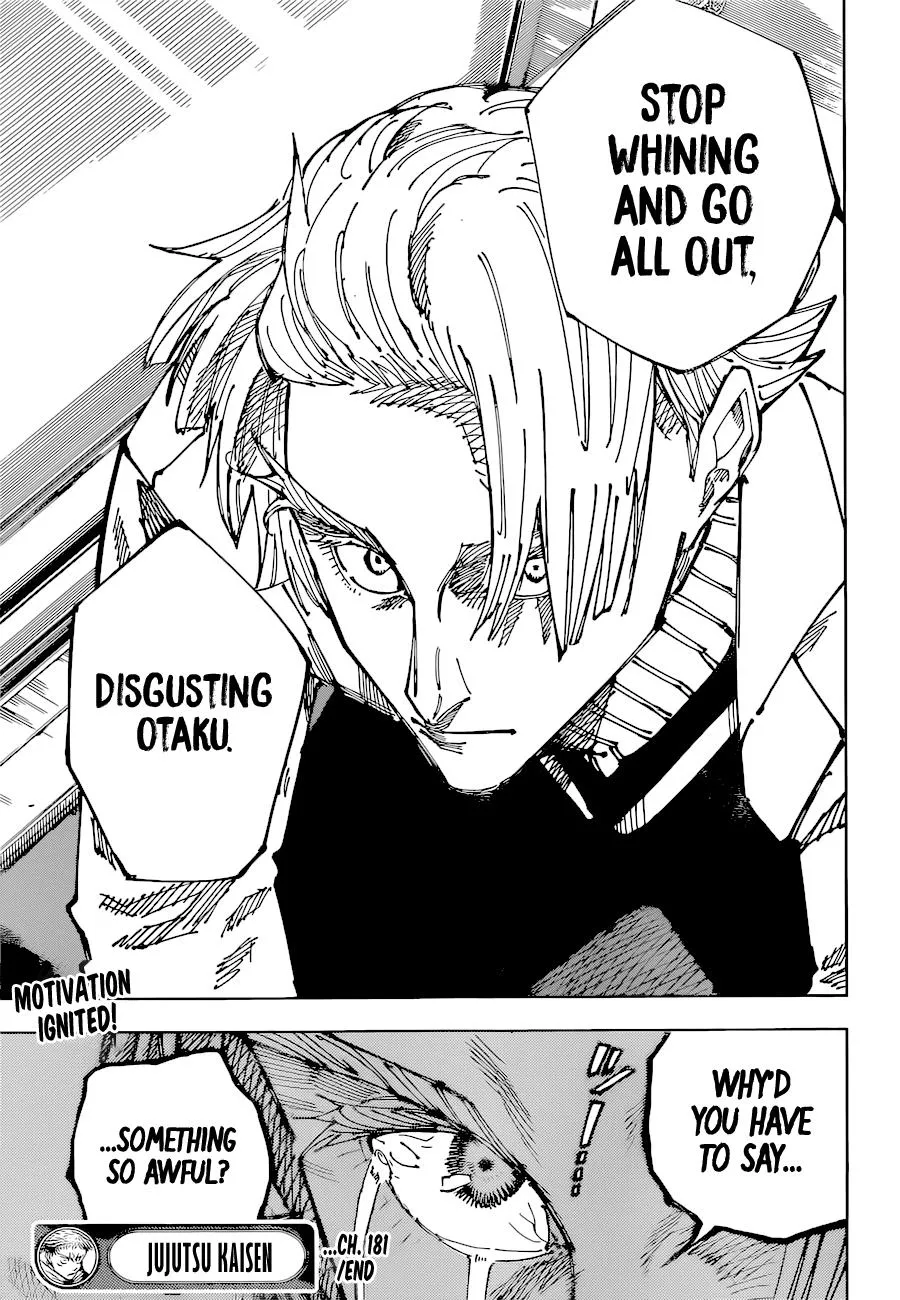 STOP
WHINING
AND GO
ALL OUT,
DISGUSTING
OTAKU.
MOTIVATION
IGNITED!
WHY'D
YOU HAVE
TO SAY...
...SOMETHING
SO AWFUL?
JUJUTSU KAISEN
...CH. 181
/END